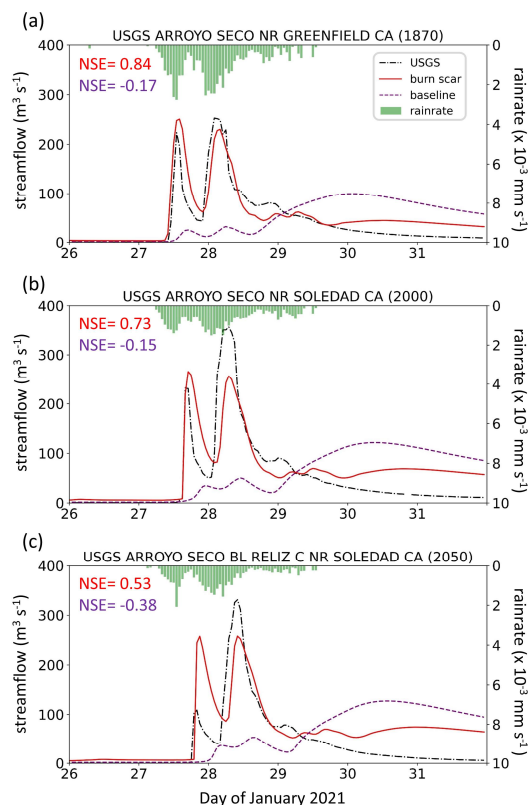 (a)
USGS ARROYO SECO NR GREENFIELD CA (1870)
NSE= 0.84
NSE= -0.17
USGS
burn scar
baseline
rainrate
400
300
200
100
0
0
2
4
6
8
10
streamflow (m³ s⁻¹)
rainrate (x 10⁻³ mm s⁻¹)
26 27 28 29 30 31
(b)
USGS ARROYO SECO NR SOLEDAD CA (2000)
NSE= 0.73
NSE= -0.15
400
300
200
100
0
0
2
4
6
8
10
streamflow (m³ s⁻¹)
rainrate (x 10⁻³ mm s⁻¹)
26 27 28 29 30 31
(c)
USGS ARROYO SECO BL RELIZ C NR SOLEDAD CA (2050)
NSE= 0.53
NSE= -0.38
400
300
200
100
0
0
2
4
6
8
10
streamflow (m³ s⁻¹)
rainrate (x 10⁻³ mm s⁻¹)
26 27 28 29 30 31
Day of January 2021